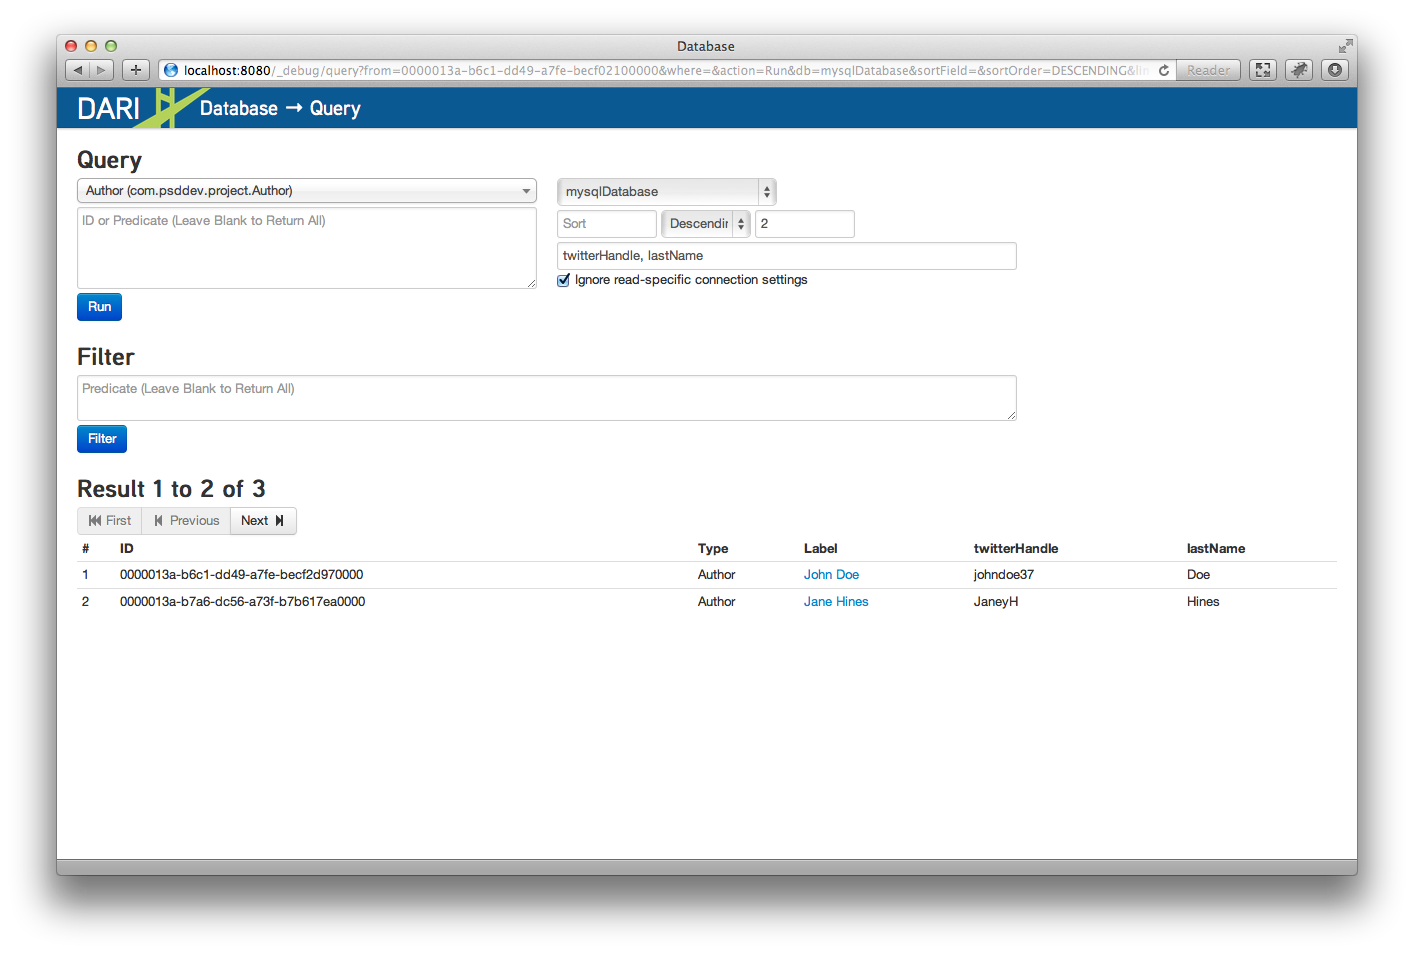 Database
localhost:8080/_debug/query?from=0000013a-b6c1-dd49-a7fe-becf02100000&where=&action=Run&db=mysqlDatabase&sortField=&sortOrder=DESCENDING&li
Reader
DARI Database → Query
Query
Author (com.psddev.project.Author)
mysqlDatabase
ID or Predicate (Leave Blank to Return All)
Sort Descendin 2
twitterHandle, lastName
Ignore read-specific connection settings
Run
Filter
Predicate (Leave Blank to Return All)
Filter
Result 1 to 2 of 3
First Previous Next
# ID Type Label twitterHandle lastName
1 0000013a-b6c1-dd49-a7fe-becf2d970000 Author John Doe johndoe37 Doe
2 0000013a-b7a6-dc56-a73f-b7b617ea0000 Author Jane Hines JaneyH Hines